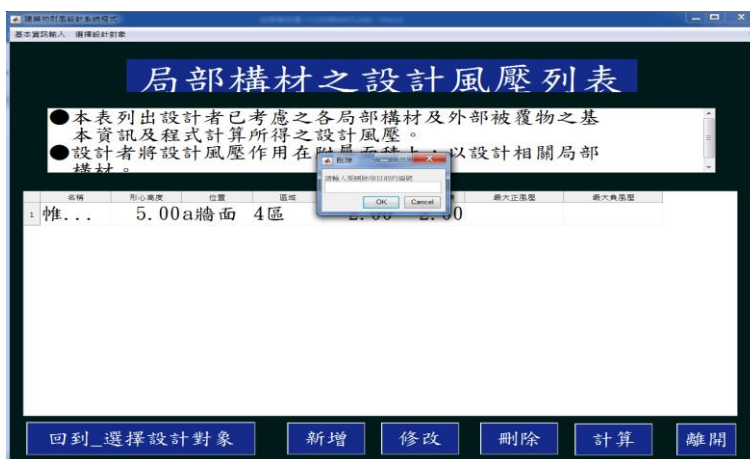 建築物耐風設計系統程式
基本資訊輸入 選擇設計對象
局部構材之設計風壓列表
●本表列出設計者已考慮之各局部構材及外部被覆物之基
本資訊及程式計算所得之設計風壓。
●設計者將設計風壓作用在附屬面積上，以設計相關局部
構材。
刪除
請輸入要刪除項目前的編號
OK Cancel
名稱 形心高度 位置 區域 最大正風壓 最大負風壓
1 帷... 5.00 a牆面 4區 2.00 2.00
回到_選擇設計對象 新增 修改 刪除 計算 離開